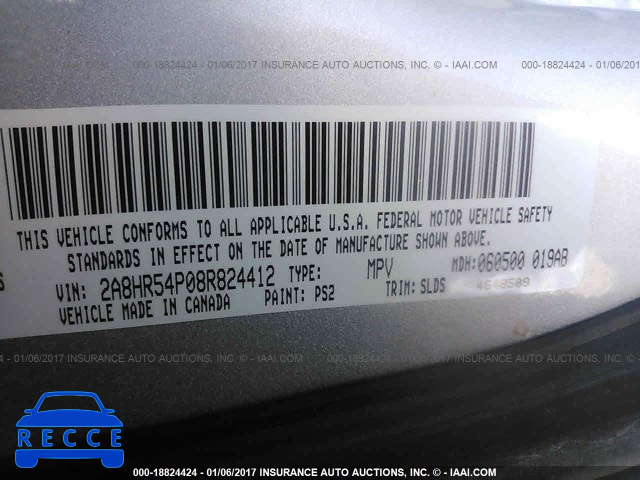 000-18824424 - 01/06/2017 INSURANCE AUTO AUCTIONS, INC. © - IAAI.COM
THIS VEHICLE CONFORMS TO ALL APPLICABLE U.S.A. FEDERAL MOTOR VEHICLE SAFETY
STANDARDS IN EFFECT ON THE DATE OF MANUFACTURE SHOWN ABOVE.
VIN: 2A8HR54P08R824412 TYPE: MPV MDH:060500 019AB
VEHICLE MADE IN CANADA PAINT: PS2 TRIM: SLDS
RECCE
000-18824424 - 01/06/2017 INSURANCE AUTO AUCTIONS, INC. © - IAAI.COM